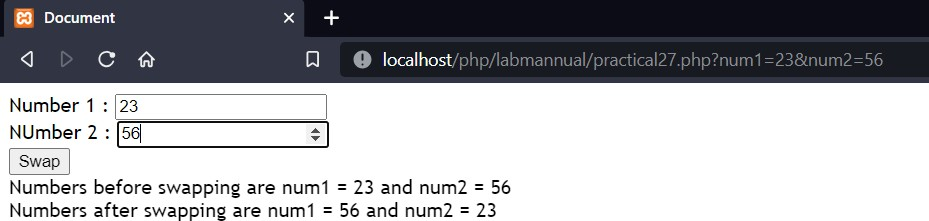 Document
localhost/php/labmannual/practical27.php?num1=23&num2=56
Number 1 : 23
NUmber 2 : 56
Swap
Numbers before swapping are num1 = 23 and num2 = 56
Numbers after swapping are num1 = 56 and num2 = 23